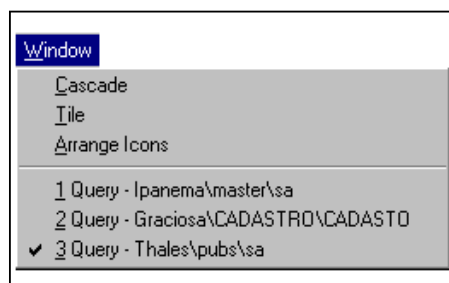 Window
Cascade
Tile
Arrange Icons
1 Query - Ipanema\master\sa
2 Query - Graciosa\CADASTRO\CADASTO
3 Query - Thales\pubs\sa